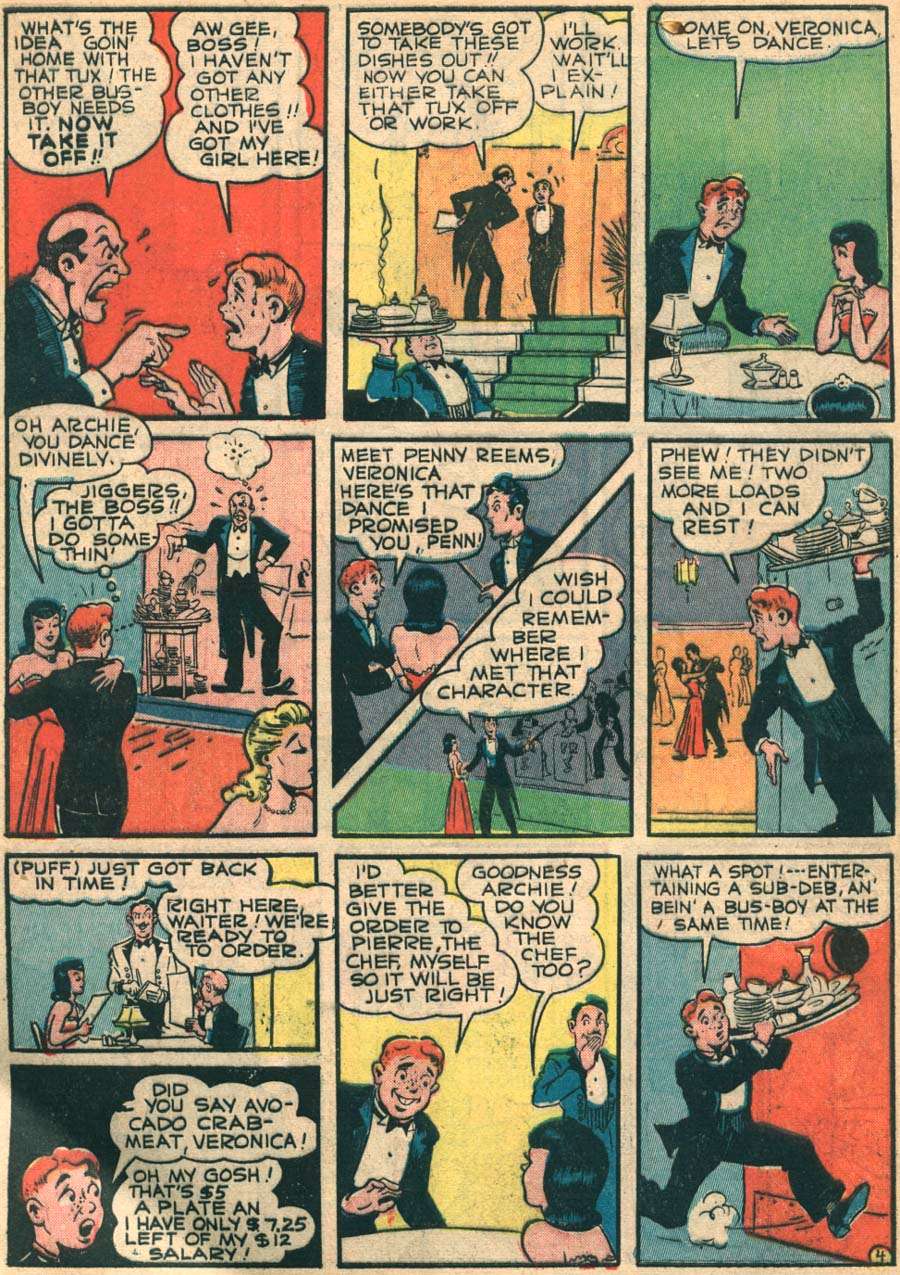 WHAT'S THE
IDEA GOIN'
HOME WITH
THAT TUX! THE
OTHER BUS-
BOY NEEDS
IT. NOW
TAKE IT
OFF!!
AW GEE,
BOSS!
I HAVEN'T
GOT ANY
OTHER
CLOTHES!!
AND I'VE
GOT MY
GIRL HERE!
SOMEBODY'S GOT
TO TAKE THESE
DISHES OUT!!
NOW YOU CAN
EITHER TAKE
THAT TUX OFF
OR WORK.
I'LL
WORK.
WAIT'LL
I EX-
PLAIN!
OME ON, VERONICA,
LET'S DANCE.
OH ARCHIE,
YOU DANCE
DIVINELY.
JIGGERS,
THE BOSS!!
I GOTTA
DO SOME-
THIN'
MEET PENNY REEMS,
VERONICA
HERE'S THAT
DANCE I
PROMISED
YOU, PENN!
WISH
I COULD
REMEM-
BER
WHERE I
MET THAT
CHARACTER.
PHEW! THEY DIDN'T
SEE ME! TWO
MORE LOADS
AND I CAN
REST!
(PUFF) JUST GOT BACK
IN TIME!
RIGHT HERE,
WAITER! WE'RE
READY TO
TO ORDER.
DID
YOU SAY AVO-
CADO CRAB-
MEAT, VERONICA!
OH MY GOSH!
THAT'S $5
A PLATE AN
I HAVE ONLY $7.25
LEFT OF MY $12
SALARY!
I'D
BETTER
GIVE THE
ORDER TO
PIERRE, THE
CHEF, MYSELF
SO IT WILL BE
JUST RIGHT!
GOODNESS
ARCHIE!
DO YOU
KNOW
THE
CHEF,
TOO?
WHAT A SPOT!---ENTER-
TAINING A SUB-DEB, AN'
BEIN' A BUS-BOY AT THE
SAME TIME!
4